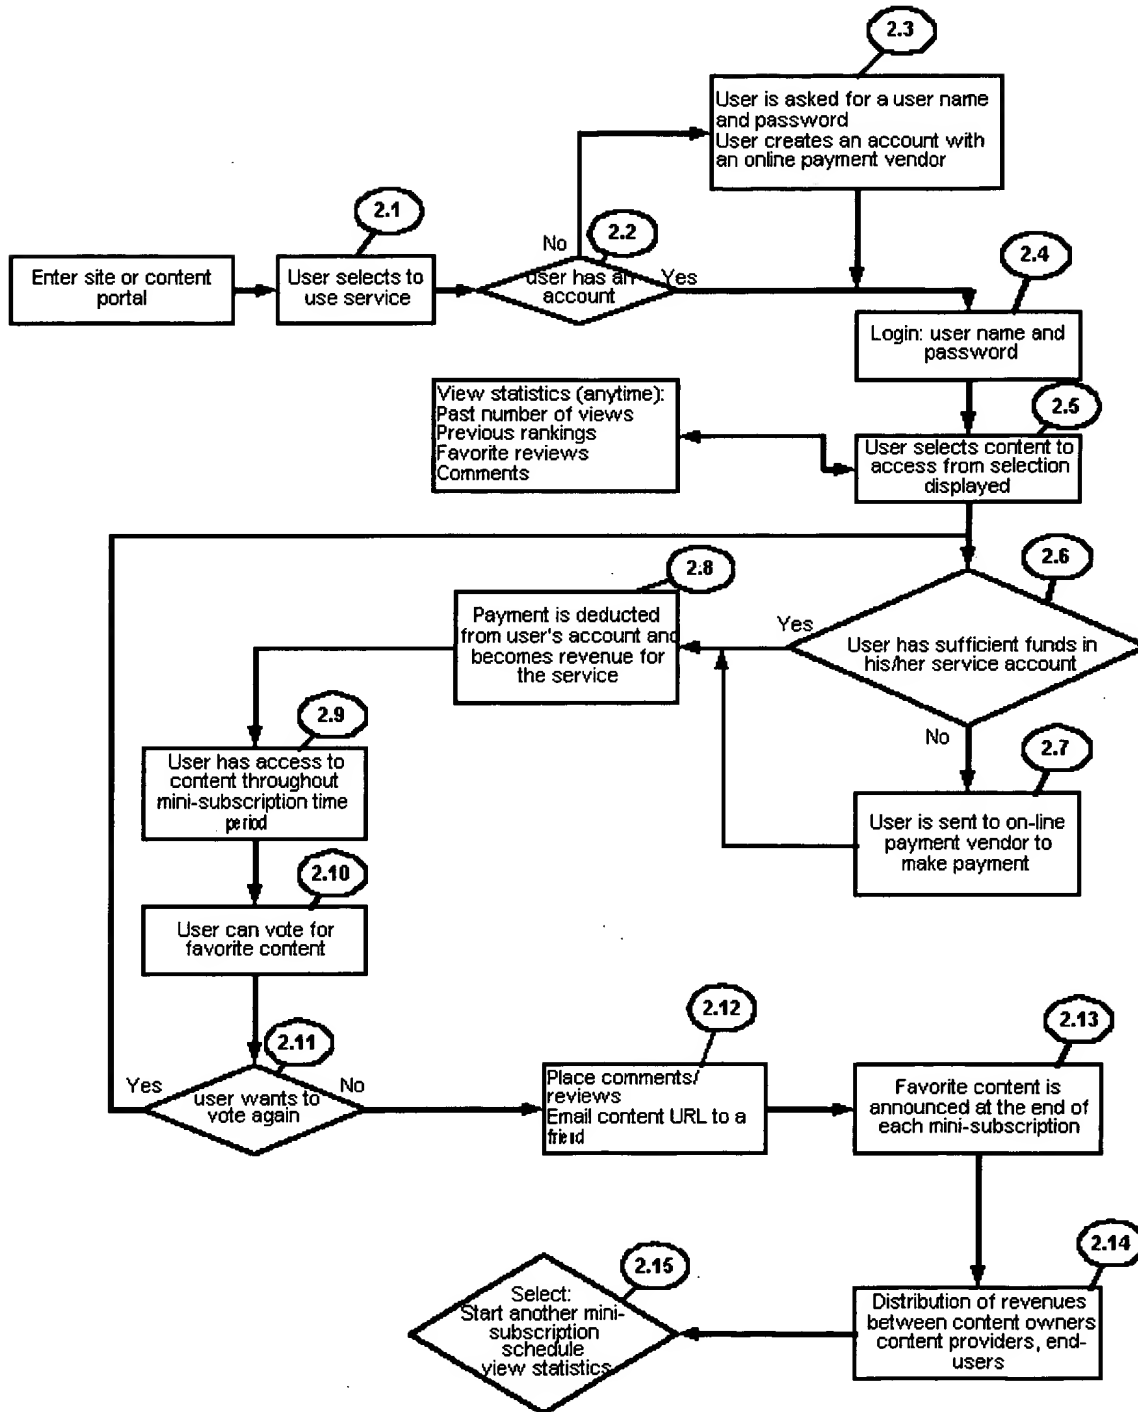 2.3
User is asked for a user name
and password
User creates an account with
an online payment vendor
2.1
2.2
No
Enter site or content
portal
User selects to
use service
user has an
account
Yes
2.4
Login: user name and
password
View statistics (anytime):
Past number of views
Previous rankings
Favorite reviews
Comments
2.5
User selects content to
access from selection
displayed
2.6
2.8
Payment is deducted
from user's account and
becomes revenue for
the service
Yes
User has sufficient funds in
his/her service account
No
2.9
User has access to
content throughout
mini-subscription time
period
2.7
User is sent to on-line
payment vendor to
make payment
2.10
User can vote for
favorite content
2.11
Yes
No
user wants to
vote again
2.12
Place comments/
reviews
Email content URL to a
friend
2.13
Favorite content is
announced at the end of
each mini-subscription
2.14
Distribution of revenues
between content owners
content providers, end-
users
2.15
Select:
Start another mini-
subscription
schedule
view statistics